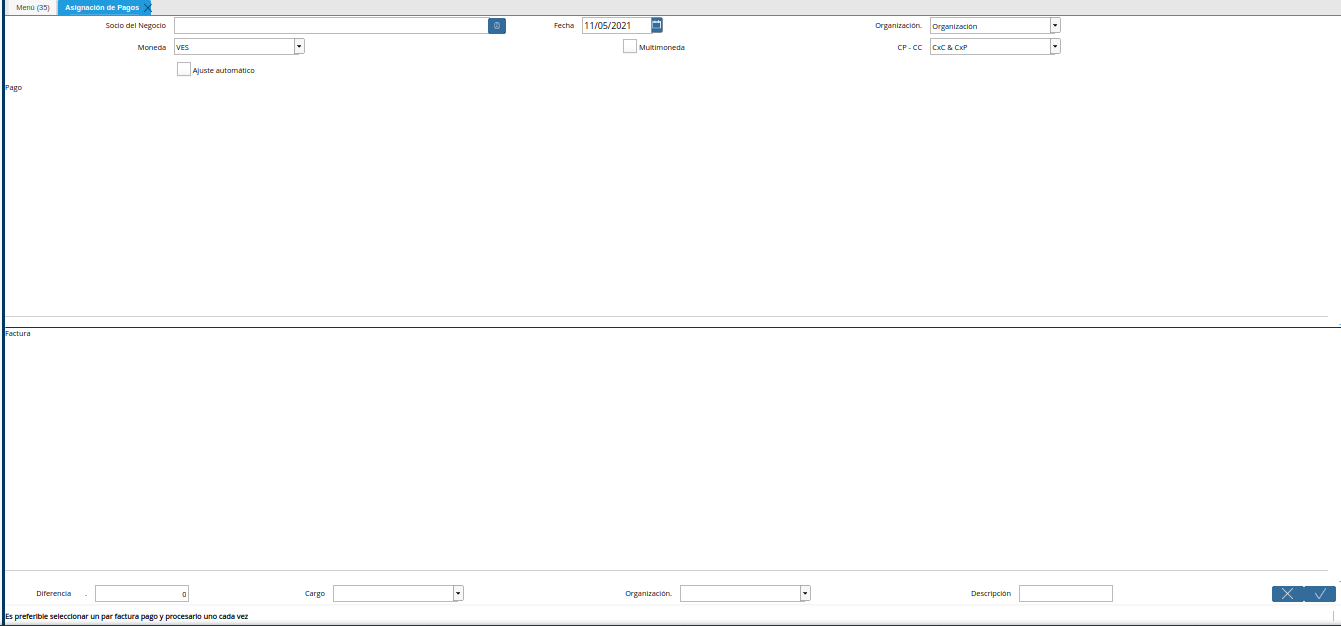 Menú (35) Asignación de Pagos
Socio del Negocio Fecha 11/05/2021 Organización. Organización
Moneda VES Multimoneda CP - CC CxC & CxP
Ajuste automático
Pago
Factura
Diferencia - 0 Cargo Organización. Descripción
Es preferible seleccionar un par factura pago y procesarlo uno cada vez